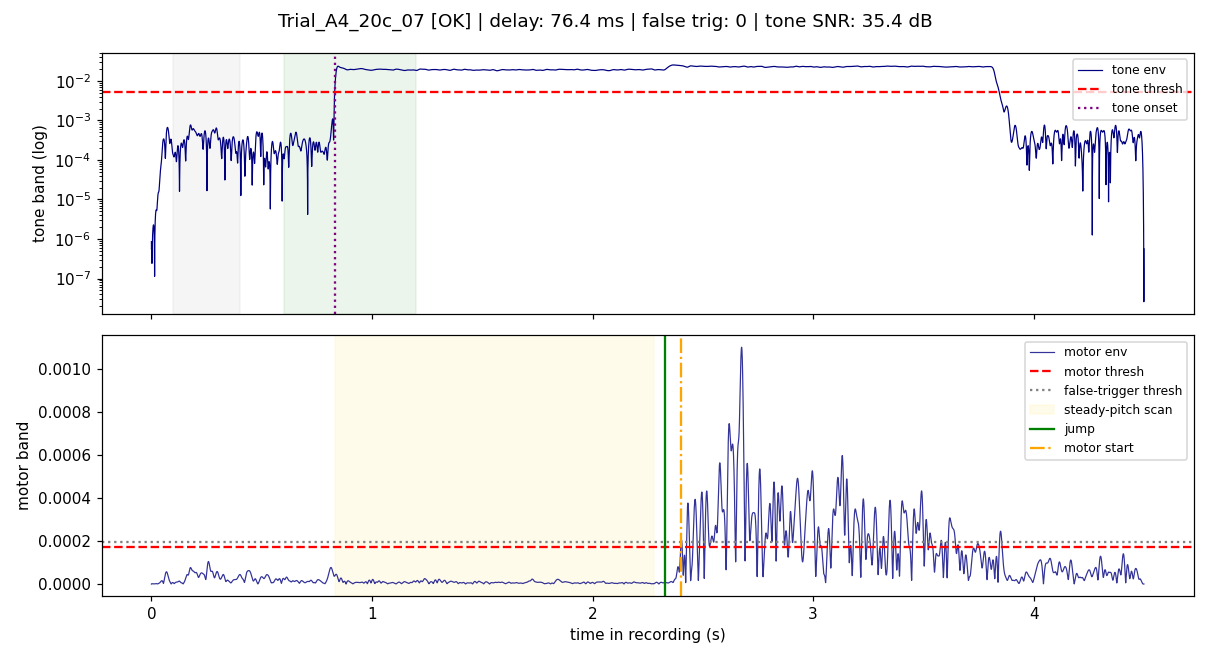 Trial_A4_20c_07 [OK] | delay: 76.4 ms | false trig: 0 | tone SNR: 35.4 dB
tone band (log)
10⁻²
10⁻³
10⁻⁴
10⁻⁵
10⁻⁶
10⁻⁷
tone env
tone thresh
tone onset
motor band
0.0010
0.0008
0.0006
0.0004
0.0002
0.0000
motor env
motor thresh
false-trigger thresh
steady-pitch scan
jump
motor start
0 1 2 3 4
time in recording (s)